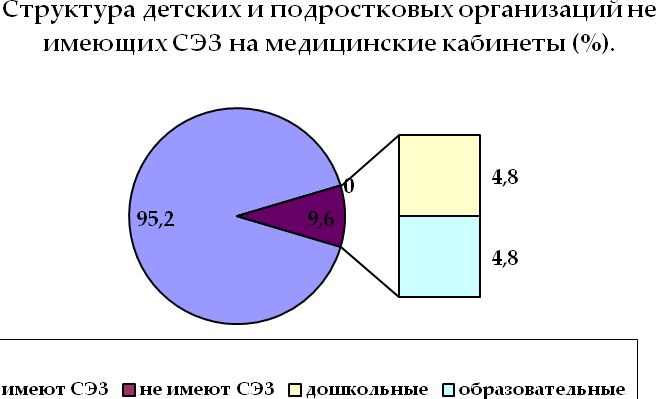 Структура детских и подростковых организаций не
имеющих СЭЗ на медицинские кабинеты (%).
0
4,8
95,2
9,6
4,8
имеют СЭЗ не имеют СЭЗ дошкольные образовательные